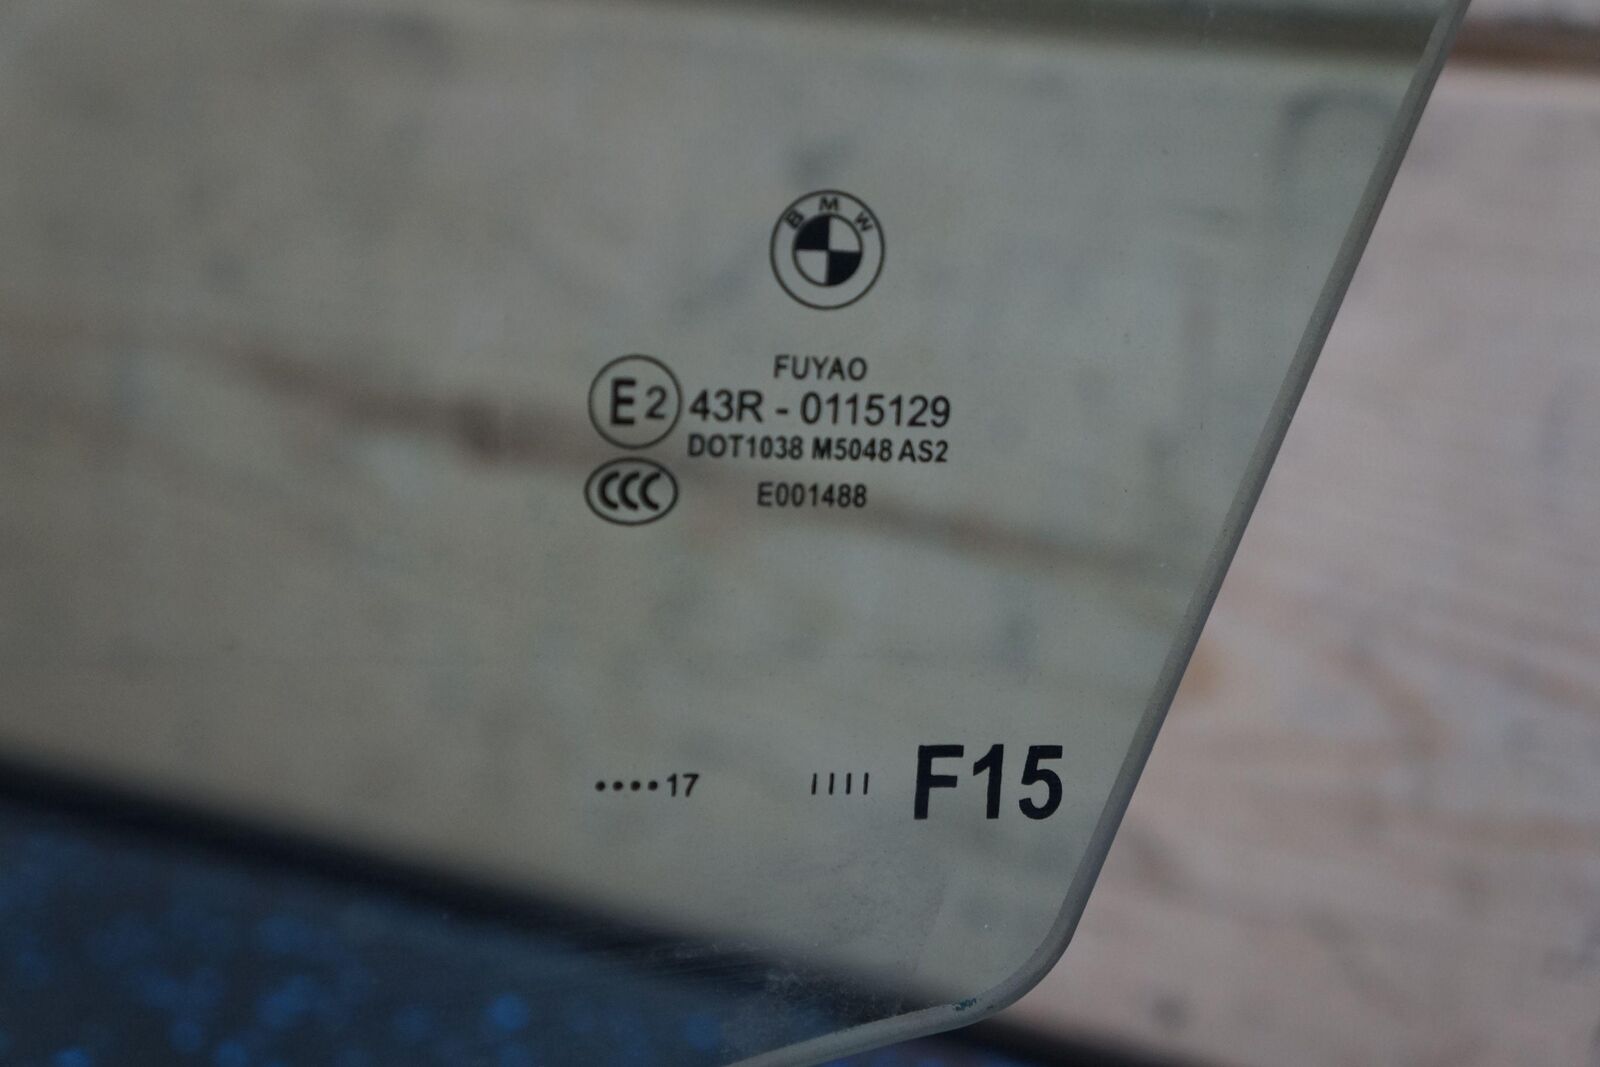 BMW
FUYAO
E2 43R - 0115129
DOT1038 M5048 AS2
CCC E001488
••••17 IIII F15